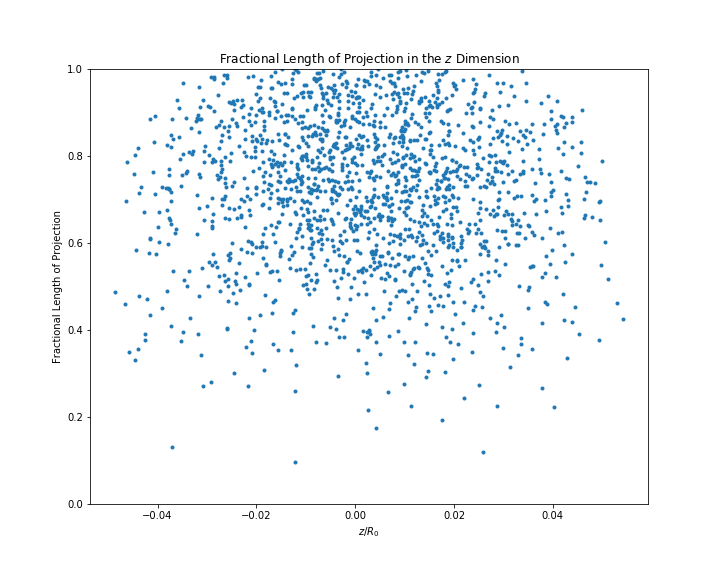 Fractional Length of Projection in the z Dimension
1.0
0.8
0.6
0.4
0.2
0.0
Fractional Length of Projection
−0.04 −0.02 0.00 0.02 0.04
z/R₀